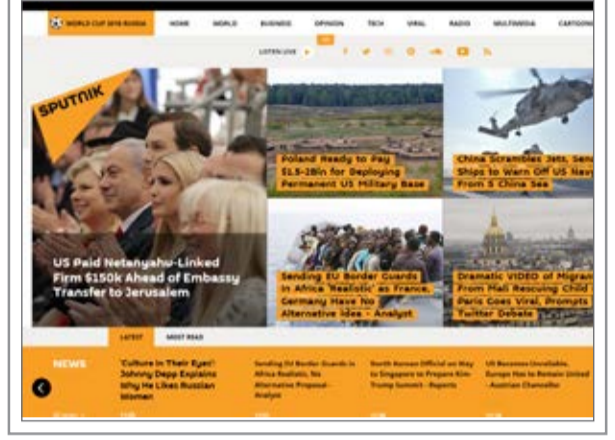 WORLD CUP 2018 RUSSIA HOME WORLD BUSINESS OPINION TECH VIRAL RADIO MULTIMEDIA CARTOONS
LISTEN LIVE
SPUTNIK
US Paid Netanyahu-Linked
Firm $150k Ahead of Embassy
Transfer to Jerusalem
Poland Ready to Pay
$1.5-2Bln for Deploying
Permanent US Military Base
China Scrambles Jets, Sen
Ships to Warn Off US Navy
From S China Sea
Sending EU Border Guards
in Africa 'Realistic' as France,
Germany Have No
Alternative Idea - Analyst
Dramatic VIDEO of Migran
From Mali Rescuing Child
Paris Goes Viral, Prompts
Twitter Debate
LATEST MOST READ
NEWS
'Culture in Their Eyes':
Johnny Depp Explains
Why He Likes Russian
Women
Sending EU Border Guards in
Africa Realistic, No
Alternative Proposal -
Analyst
North Korean Official on Way
to Singapore to Prepare Kim-
Trump Summit - Reports
US Becomes Unreliable,
Europe Has to Remain United
- Austrian Chancellor